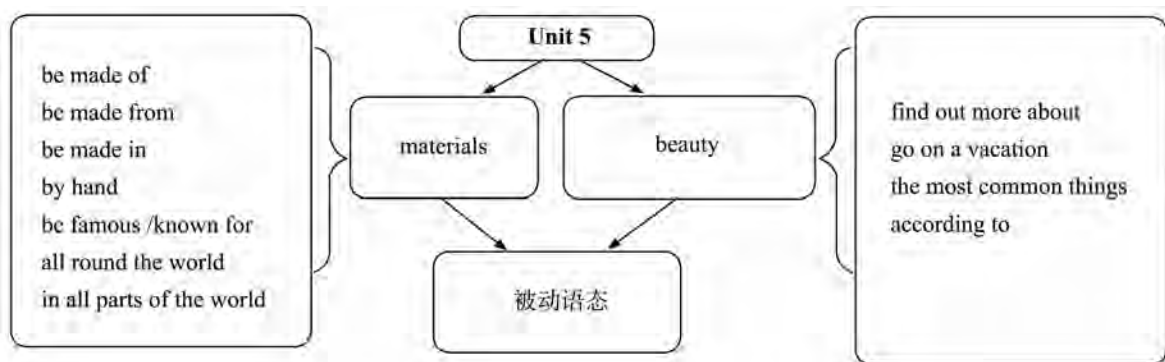 Unit 5
be made of
be made from
be made in
by hand
be famous /known for
all round the world
in all parts of the world
materials
beauty
find out more about
go on a vacation
the most common things
according to
被动语态